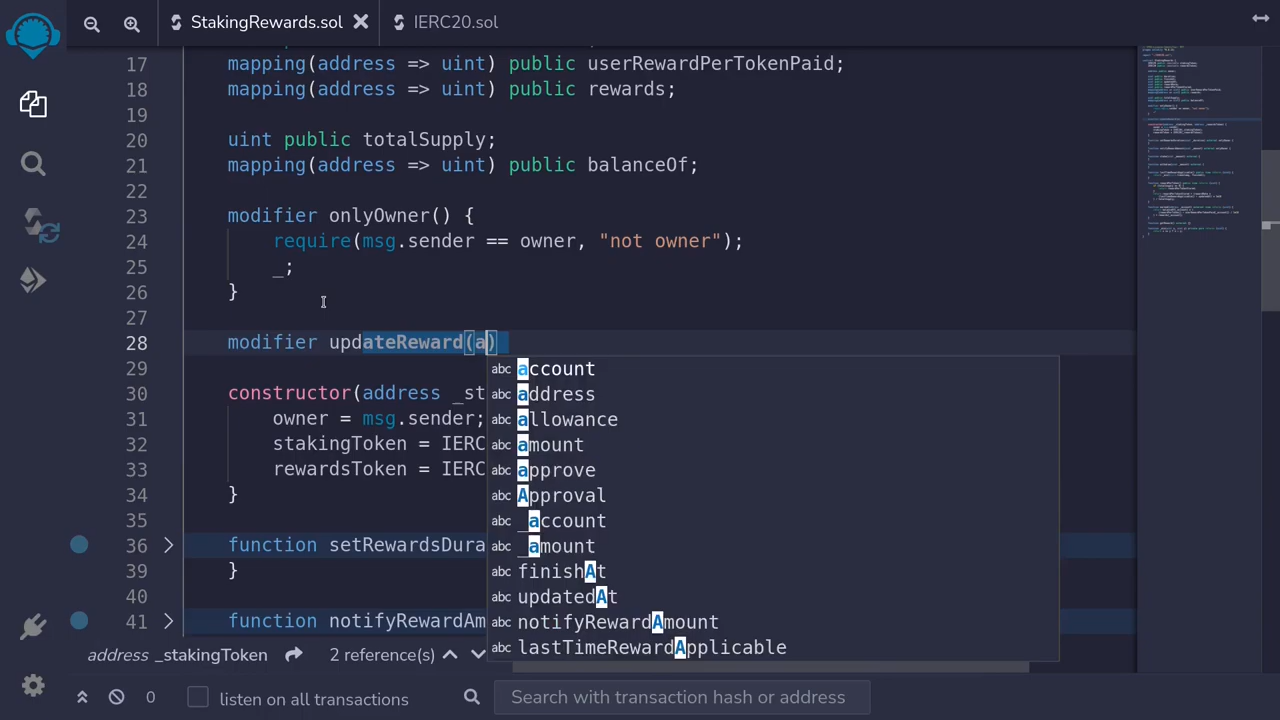 StakingRewards.sol
IERC20.sol
17 mapping(address => uint) public userRewardPerTokenPaid;
18 mapping(address => uint) public rewards;
19
20 uint public totalSupply;
21 mapping(address => uint) public balanceOf;
22
23 modifier onlyOwner() {
24 require(msg.sender == owner, "not owner");
25 _;
26 }
27
28 modifier updateReward(a)
29
30 constructor(address _st
31 owner = msg.sender;
32 stakingToken = IERC
33 rewardsToken = IERC
34 }
35
36 function setRewardsDura
}
40
41 function notifyRewardAm
abc account
abc address
abc allowance
abc amount
abc approve
abc Approval
abc _account
abc _amount
abc finishAt
abc updatedAt
abc notifyRewardAmount
abc lastTimeRewardApplicable
address _stakingToken 2 reference(s)
0 listen on all transactions Search with transaction hash or address